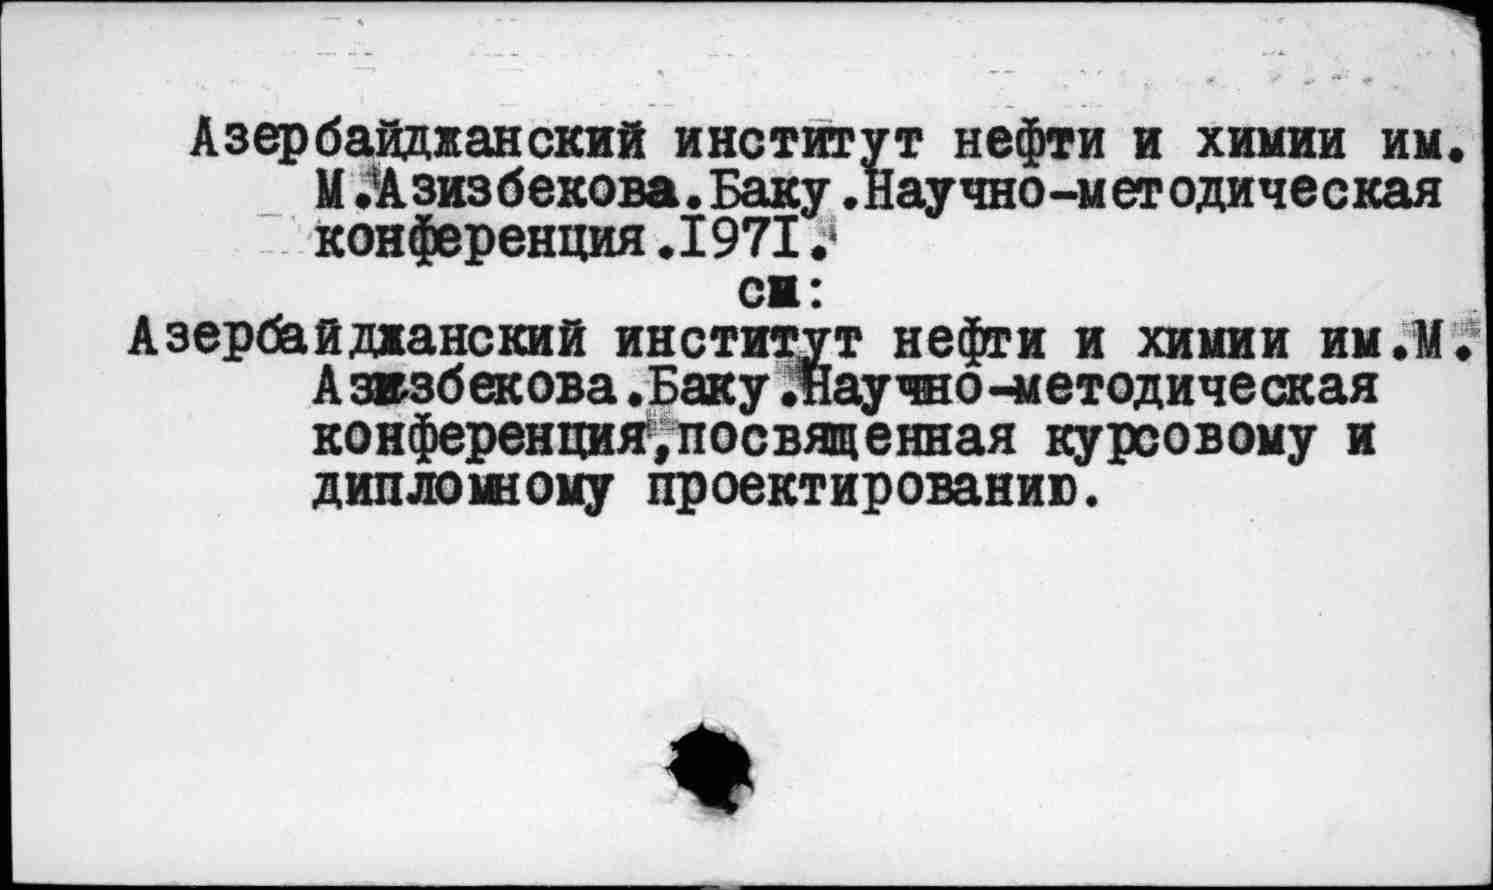 Азербайджанский институт нефти и химии им.
М.Азизбекова.Баку.Научно-методическая
конференция.1971.
см:
Азербайджанский институт нефти и химии им.М.
Азизбекова.Баку.Научно-методическая
конференция,посвященная курсовому и
дипломному проектированию.